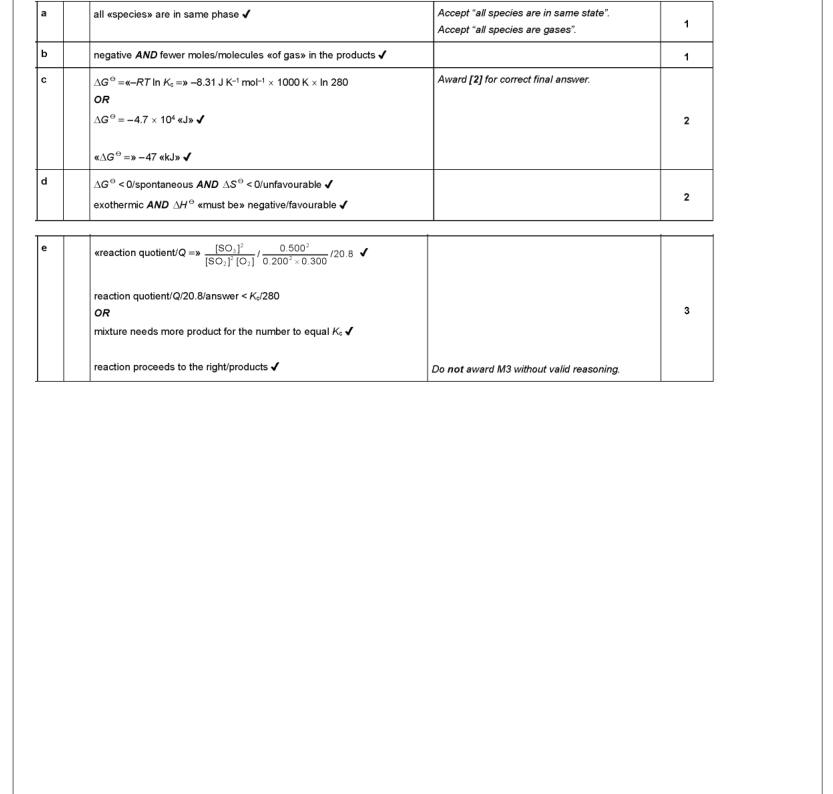 a all «species» are in same phase ✓ Accept "all species are in same state". 1
Accept "all species are gases".
b negative AND fewer moles/molecules «of gas» in the products ✓ 1
c ΔG⊖ =«–RT ln Kc =» –8.31 J K–1 mol–1 × 1000 K × ln 280 Award [2] for correct final answer. 2
OR
ΔG⊖ = –4.7 × 10⁴ «J» ✓
«ΔG⊖ =» –47 «kJ» ✓
d ΔG⊖ < 0/spontaneous AND ΔS⊖ < 0/unfavourable ✓ 2
exothermic AND ΔH⊖ «must be» negative/favourable ✓
e «reaction quotient/Q =» [SO₃]² / [SO₂]² [O₂] / 0.500² / 0.200² × 0.300 /20.8 ✓ 3
reaction quotient/Q/20.8/answer < Kc/280
OR
mixture needs more product for the number to equal Kc ✓
reaction proceeds to the right/products ✓ Do not award M3 without valid reasoning.